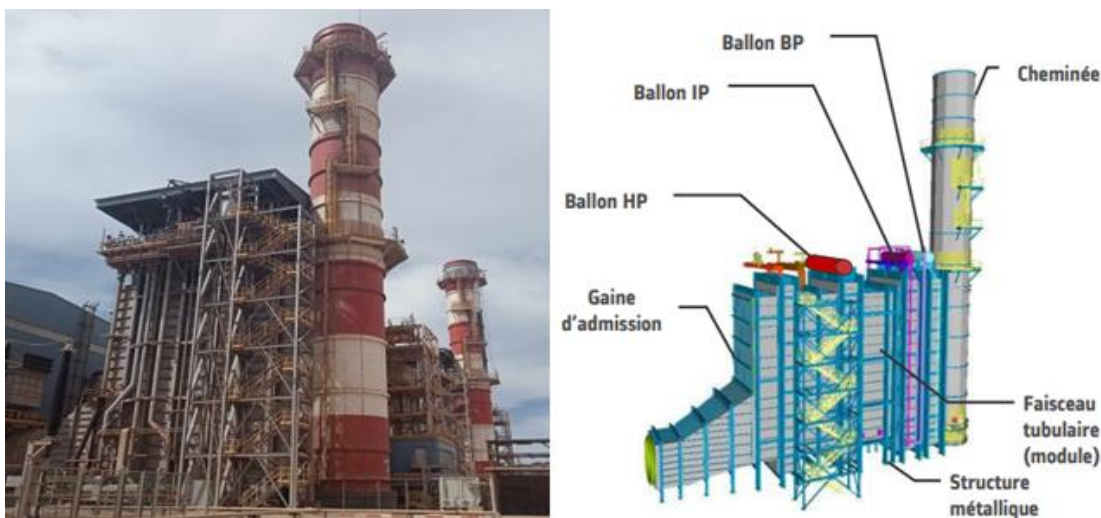 Ballon BP
Cheminée
Ballon IP
Ballon HP
Gaine
d'admission
Faisceau
tubulaire
(module)
Structure
métallique